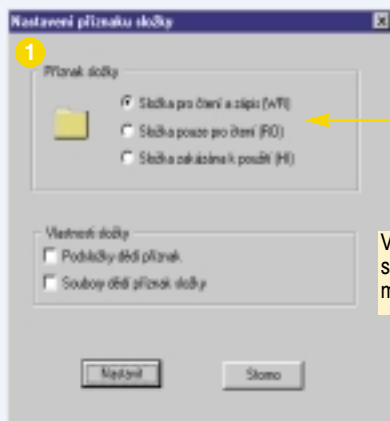 Nastavení příznaku složky
1
Příznak složky
Složka pro čtení a zápis (WR)
Složka pouze pro čtení (RO)
Složka zakázána k použití (HI)
Vlastnosti složky
Podsložky dědí příznak
Soubory dědí příznak složky
V
s
m
Nastavit
Storno